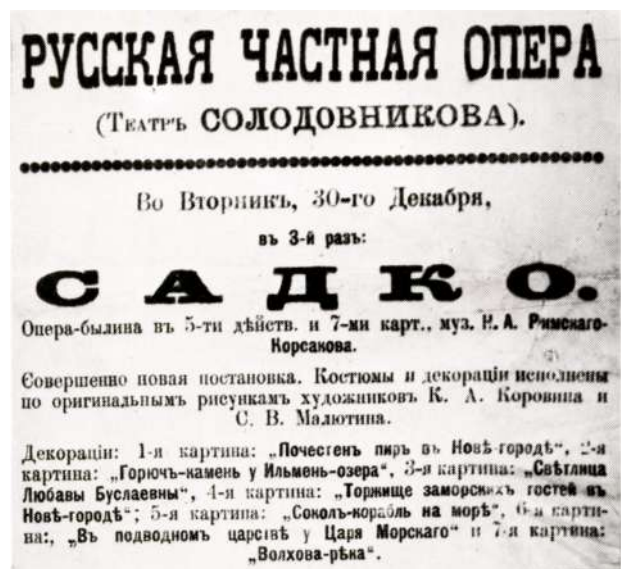 РУССКАЯ ЧАСТНАЯ ОПЕРА
(Театръ СОЛОДОВНИКОВА).
Во Вторникъ, 30-го Декабря,
въ 3-й разъ:
САДКО.
Опера-былина въ 5-ти дѣйств. и 7-ми карт., муз. Н. А. Римскаго-
Корсакова.
Совершенно новая постановка. Костюмы и декораціи исполнены
по оригинальнымъ рисункамъ художниковъ К. А. Коровина и
С. В. Малютина.
Декораціи: 1-я картина: „Почестенъ пиръ въ Новѣ-городѣ“, 2-я
картина: „Горючъ-камень у Ильмень-озера“, 3-я картина: „Свѣтлица
Любавы Буслаевны“, 4-я картина: „Торжище заморскихъ гостей въ
Новѣ-городѣ“; 5-я картина: „Соколъ-корабль на морѣ“, 6-я карти-
на:, „Въ подводномъ царствѣ у Царя Морскаго“ и 7-я картина:
„Волхова-рѣка“.